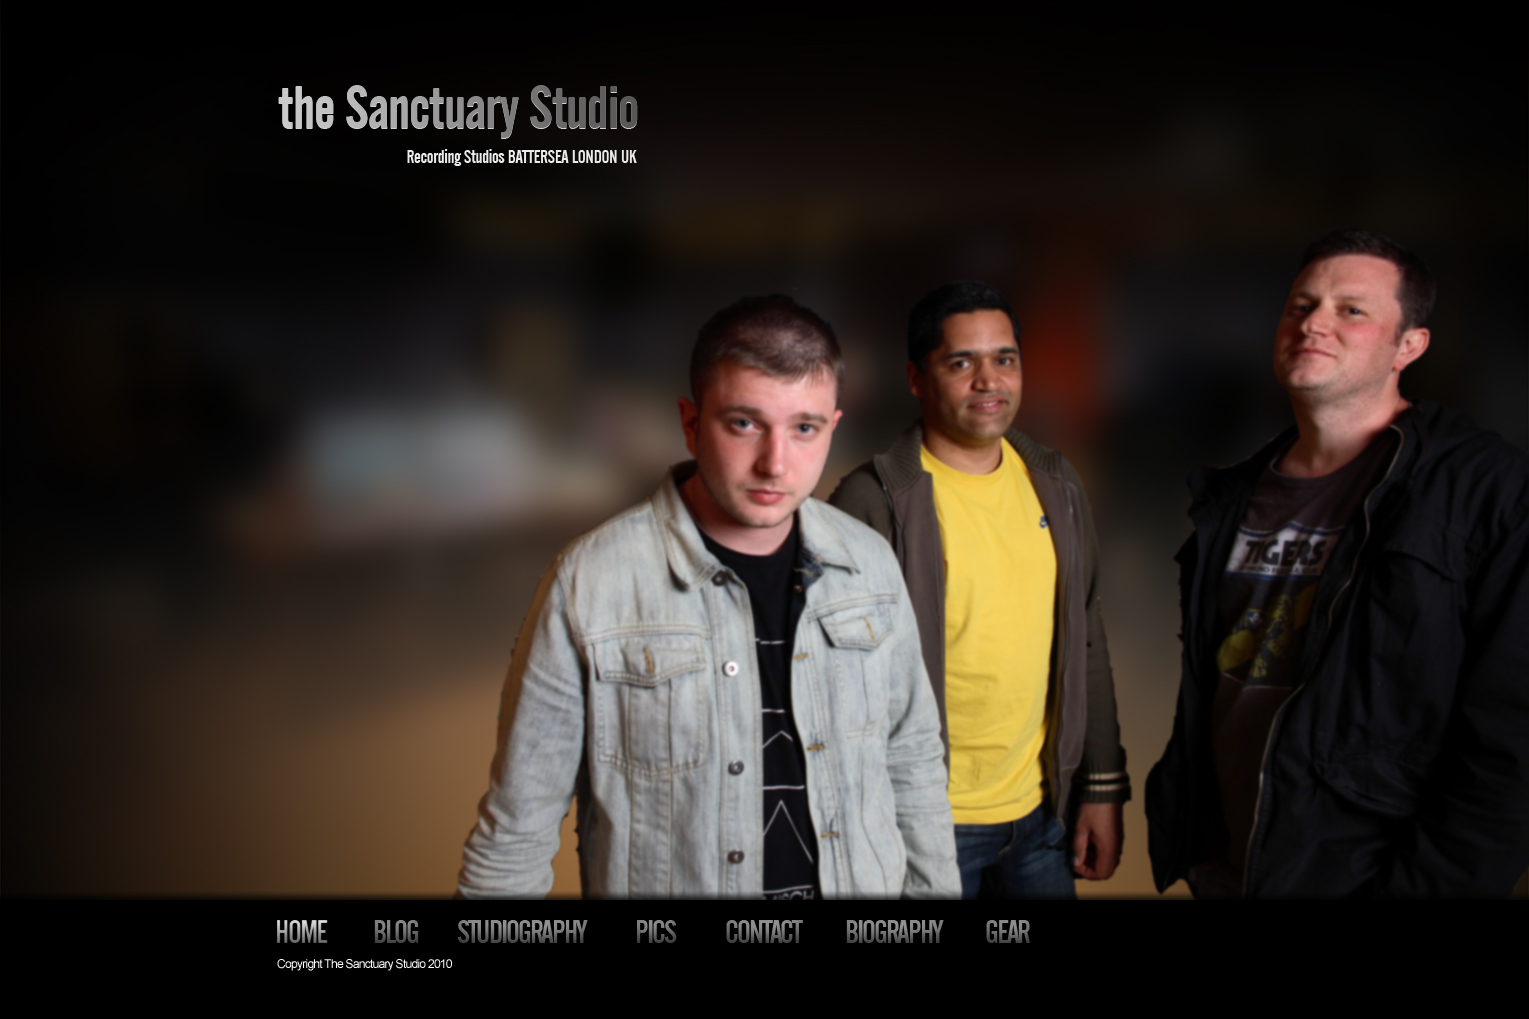 the Sanctuary Studio
Recording Studios BATTERSEA LONDON UK
TIGERS
HOME BLOG STUDIOGRAPHY PICS CONTACT BIOGRAPHY GEAR
Copyright The Sanctuary Studio 2010